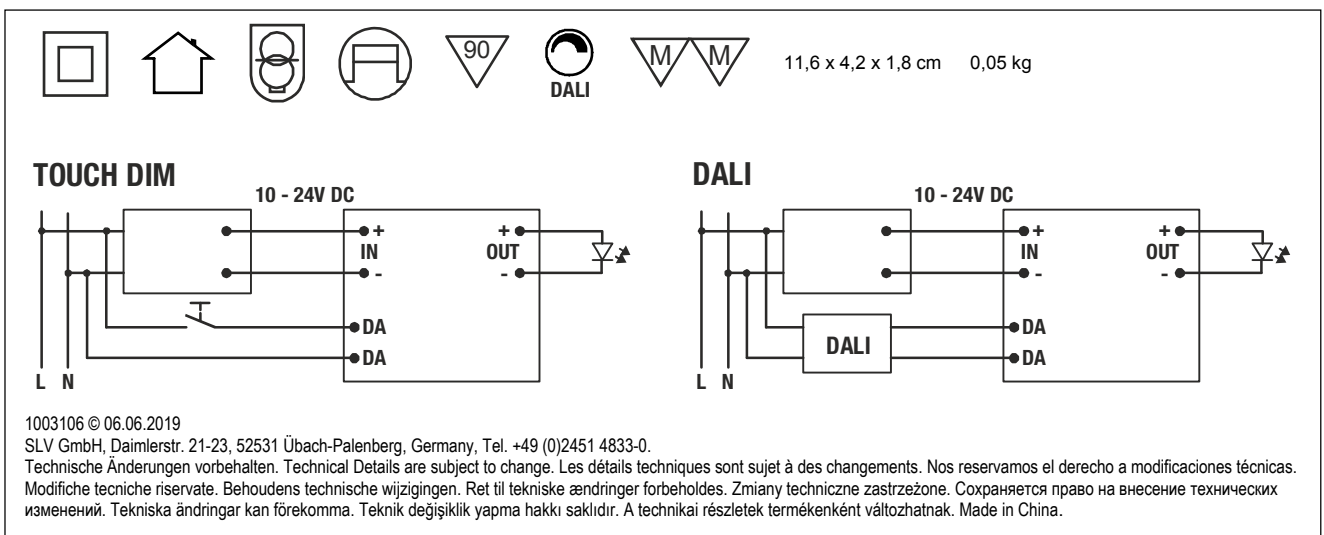 90
DALI
M M
11,6 x 4,2 x 1,8 cm 0,05 kg
TOUCH DIM
10 - 24V DC
+ +
IN OUT
- -
DA
DA
L N
DALI
10 - 24V DC
+ +
IN OUT
- -
DALI
DA
DA
L N
1003106 © 06.06.2019
SLV GmbH, Daimlerstr. 21-23, 52531 Übach-Palenberg, Germany, Tel. +49 (0)2451 4833-0.
Technische Änderungen vorbehalten. Technical Details are subject to change. Les détails techniques sont sujet à des changements. Nos reservamos el derecho a modificaciones técnicas.
Modifiche tecniche riservate. Behoudens technische wijzigingen. Ret til tekniske ændringer forbeholdes. Zmiany techniczne zastrzeżone. Сохраняется право на внесение технических
изменений. Tekniska ändringar kan förekomma. Teknik değişiklik yapma hakkı saklıdır. A technikai részletek termékenként változhatnak. Made in China.